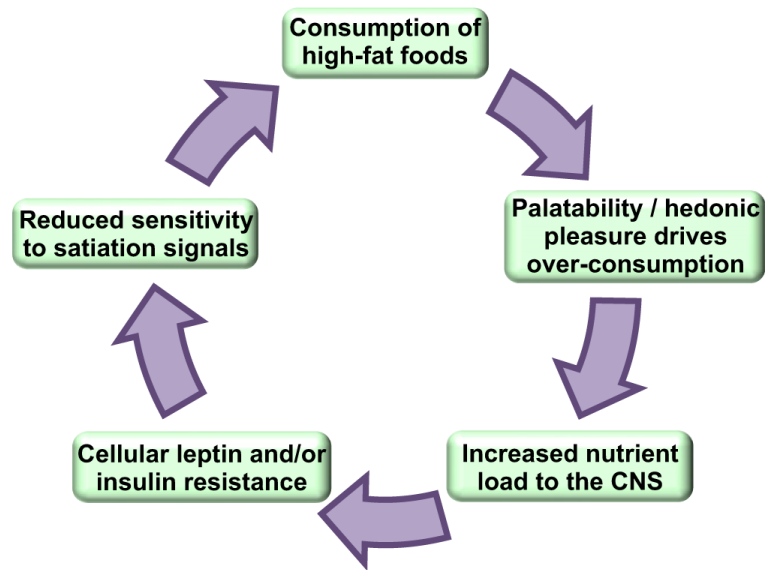 Consumption of
high-fat foods
Palatability / hedonic
pleasure drives
over-consumption
Increased nutrient
load to the CNS
Cellular leptin and/or
insulin resistance
Reduced sensitivity
to satiation signals